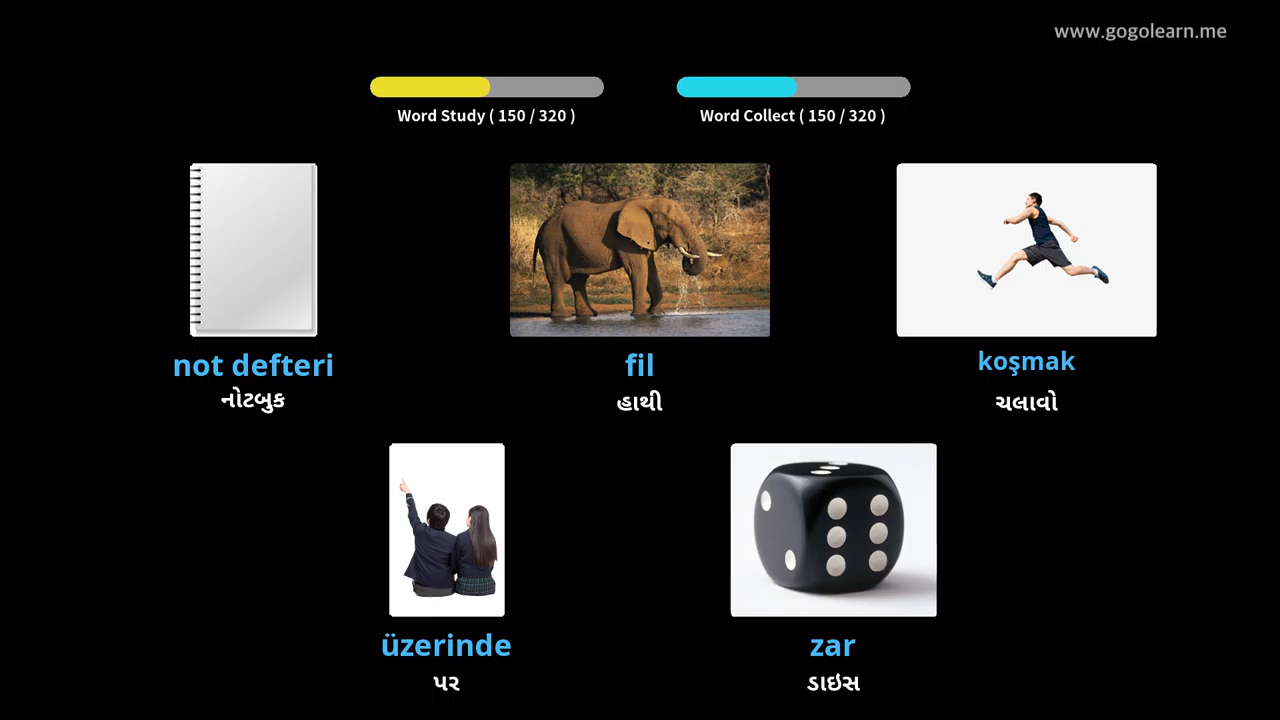 www.gogolearn.me
Word Study ( 150 / 320 )
Word Collect ( 150 / 320 )
not defteri
નોટબુક
fil
હાથી
koşmak
ચલાવો
üzerinde
પર
zar
ડાઇસ